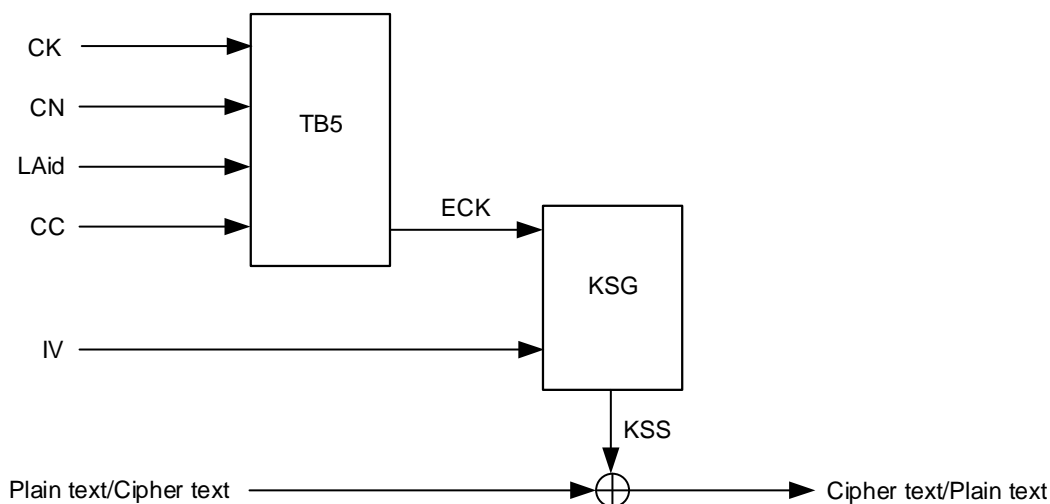 CK
CN
TB5
LAid
CC
ECK
KSG
IV
KSS
Plain text/Cipher text
Cipher text/Plain text